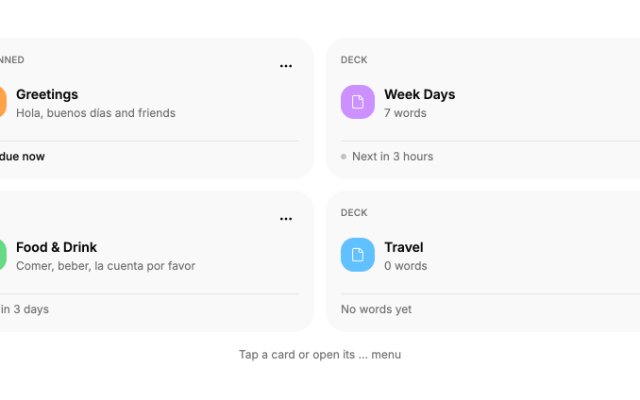 NNED
Greetings
Hola, buenos días and friends
due now
DECK
Week Days
7 words
Next in 3 hours
Food & Drink
Comer, beber, la cuenta por favor
in 3 days
DECK
Travel
0 words
No words yet
Tap a card or open its ... menu